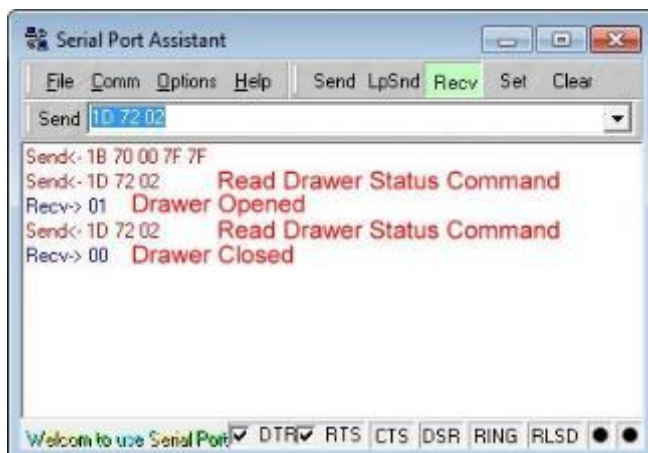 Serial Port Assistant
File Comm Options Help Send LpSnd Recv Set Clear
Send 1D 72 02
Send<- 1B 70 00 7F 7F
Send<- 1D 72 02 Read Drawer Status Command
Recv-> 01 Drawer Opened
Send<- 1D 72 02 Read Drawer Status Command
Recv-> 00 Drawer Closed
Welcom to use Serial Port DTR RTS CTS DSR RING RLSD